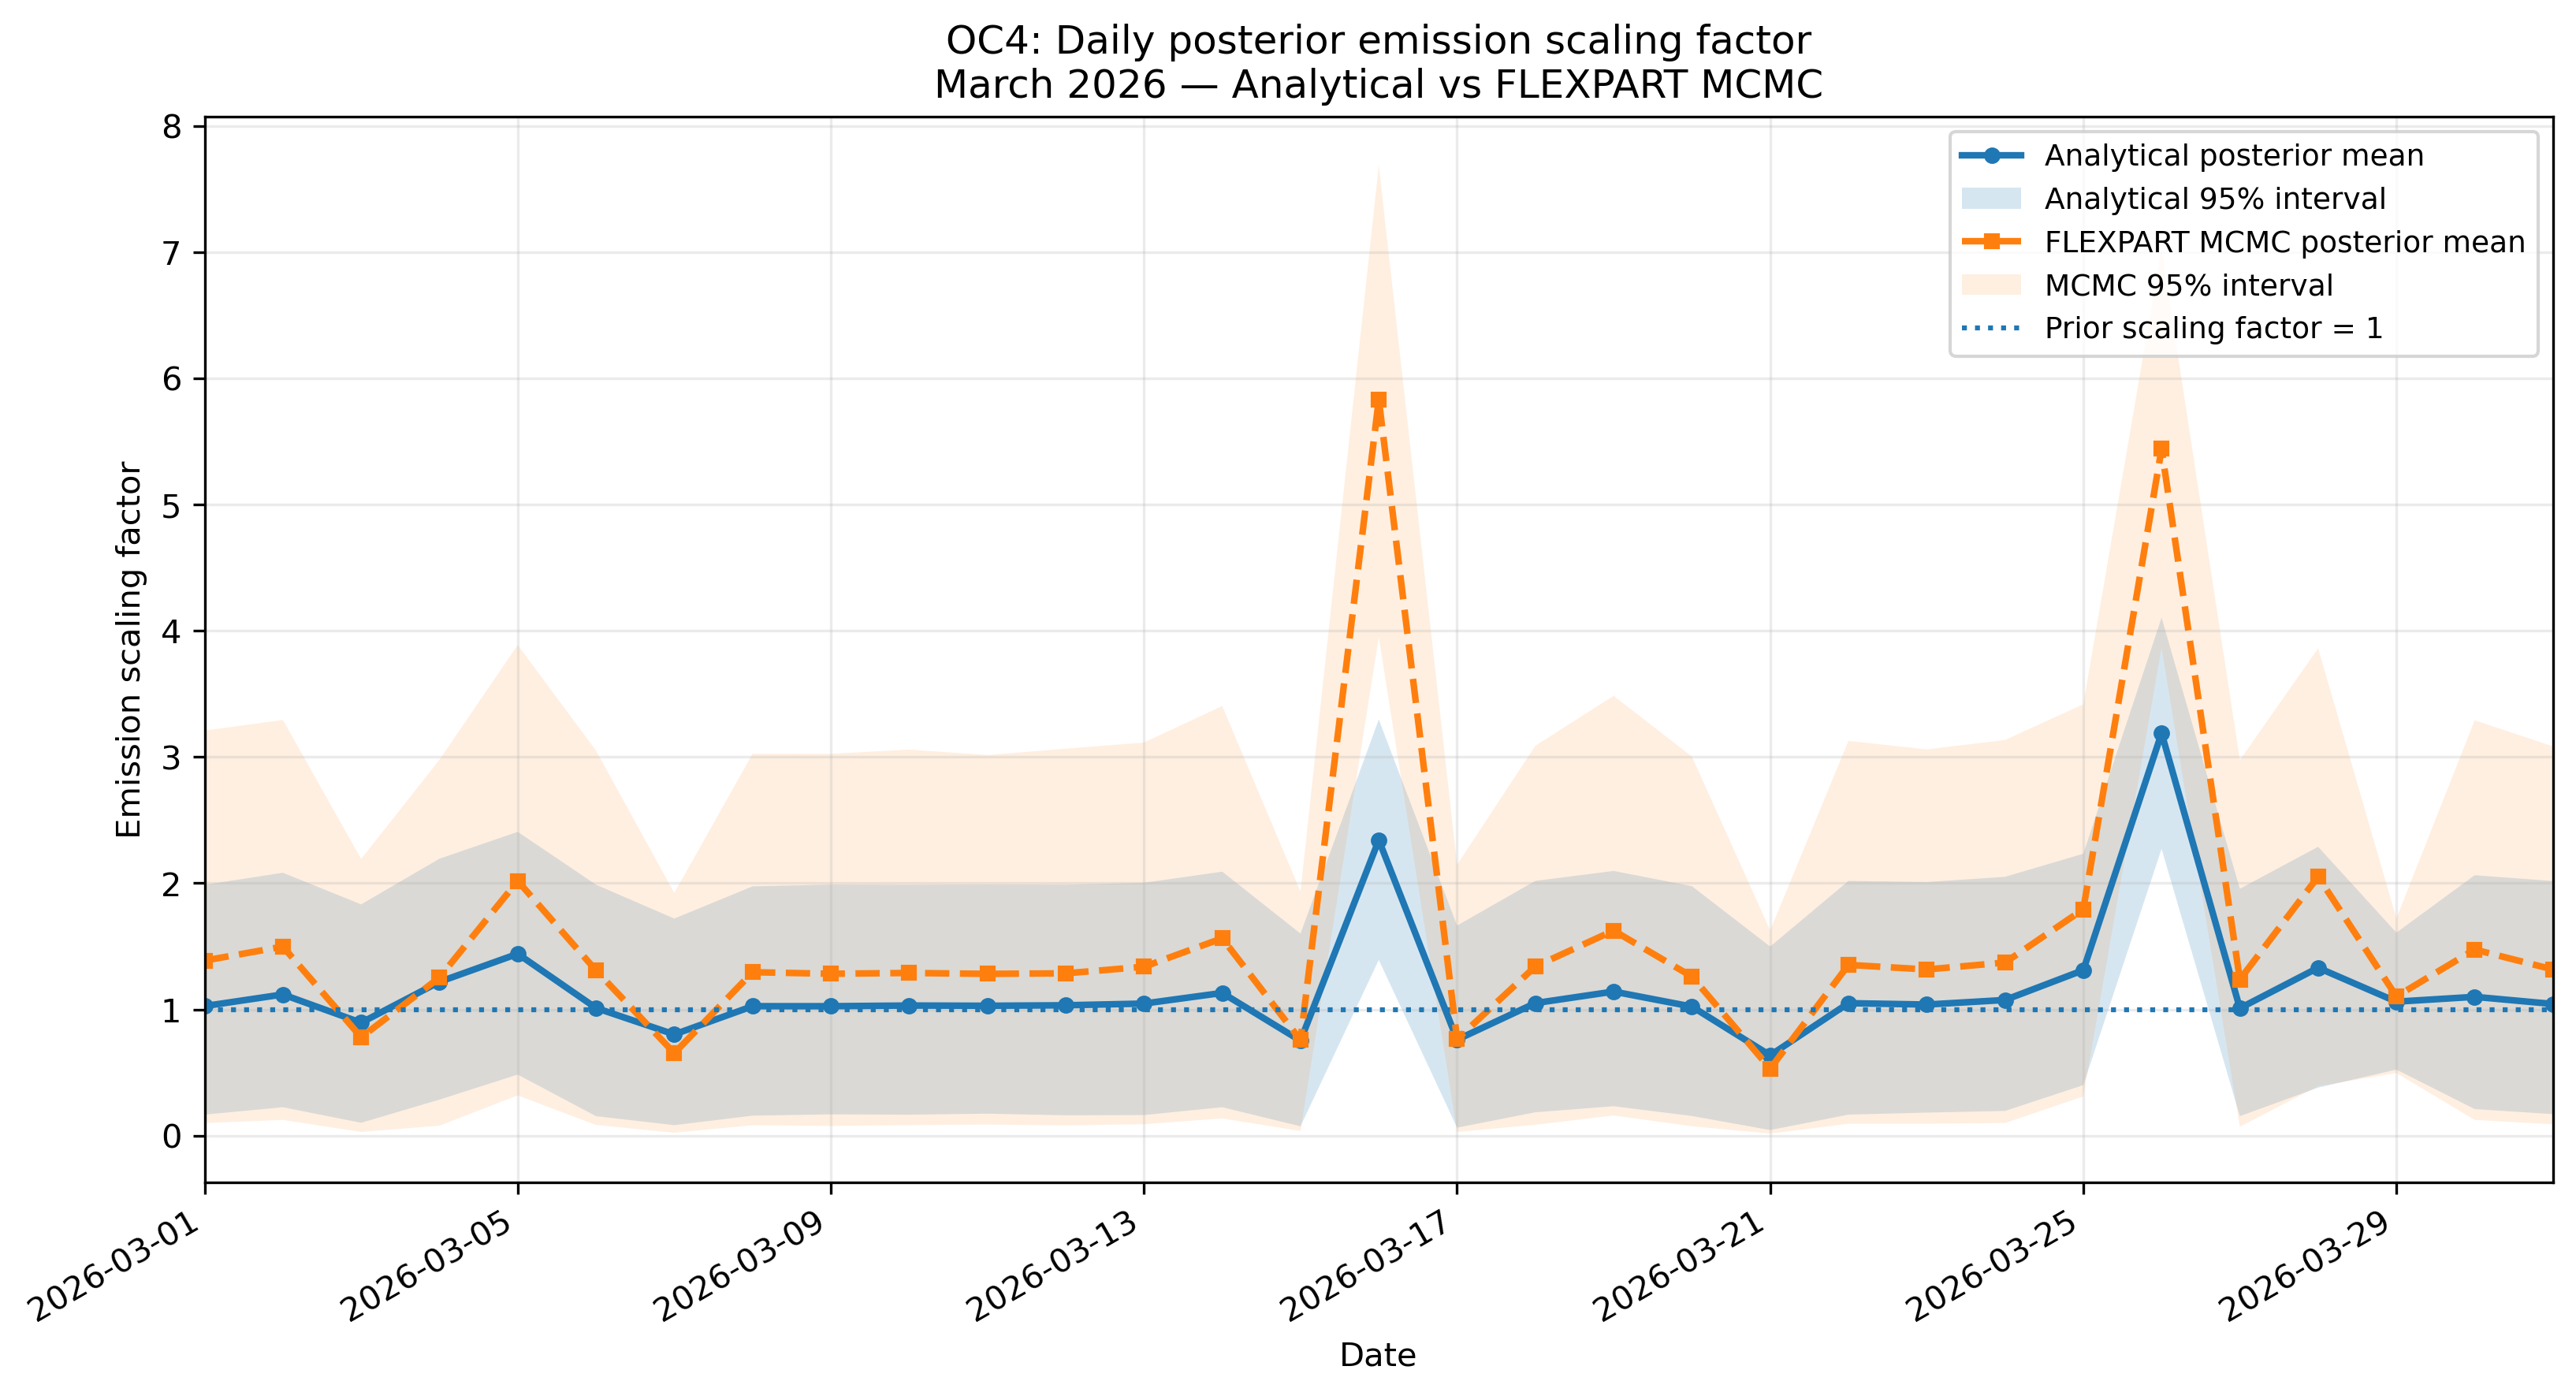 OC4: Daily posterior emission scaling factor
March 2026 — Analytical vs FLEXPART MCMC
Emission scaling factor
8
7
6
5
4
3
2
1
0
Analytical posterior mean
Analytical 95% interval
FLEXPART MCMC posterior mean
MCMC 95% interval
Prior scaling factor = 1
2026-03-01
2026-03-05
2026-03-09
2026-03-13
2026-03-17
2026-03-21
2026-03-25
2026-03-29
Date